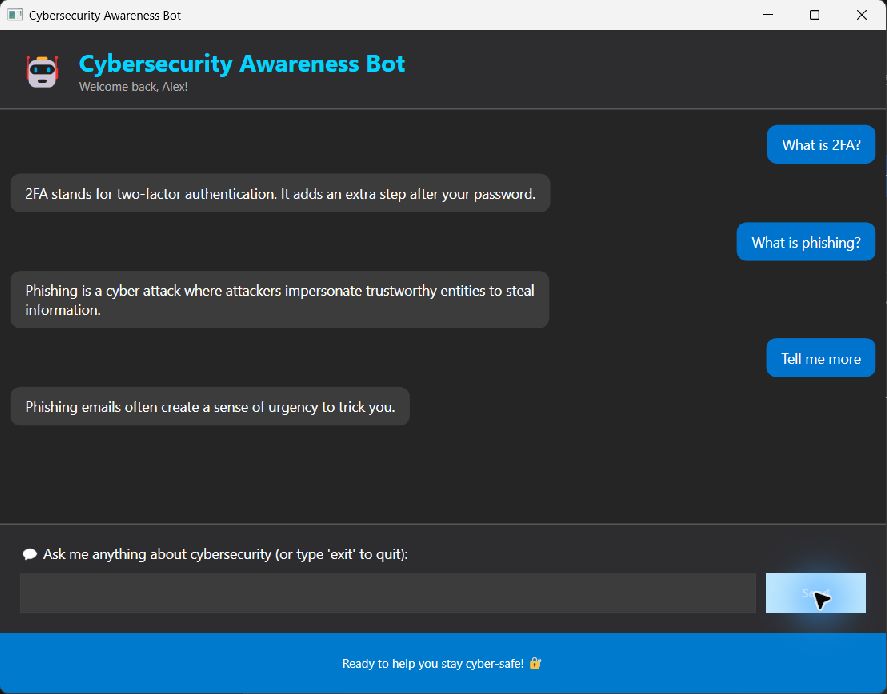 Cybersecurity Awareness Bot
Cybersecurity Awareness Bot
Welcome back, Alex!
What is 2FA?
2FA stands for two-factor authentication. It adds an extra step after your password.
What is phishing?
Phishing is a cyber attack where attackers impersonate trustworthy entities to steal
information.
Tell me more
Phishing emails often create a sense of urgency to trick you.
💬 Ask me anything about cybersecurity (or type 'exit' to quit):
Ready to help you stay cyber-safe! 🔐